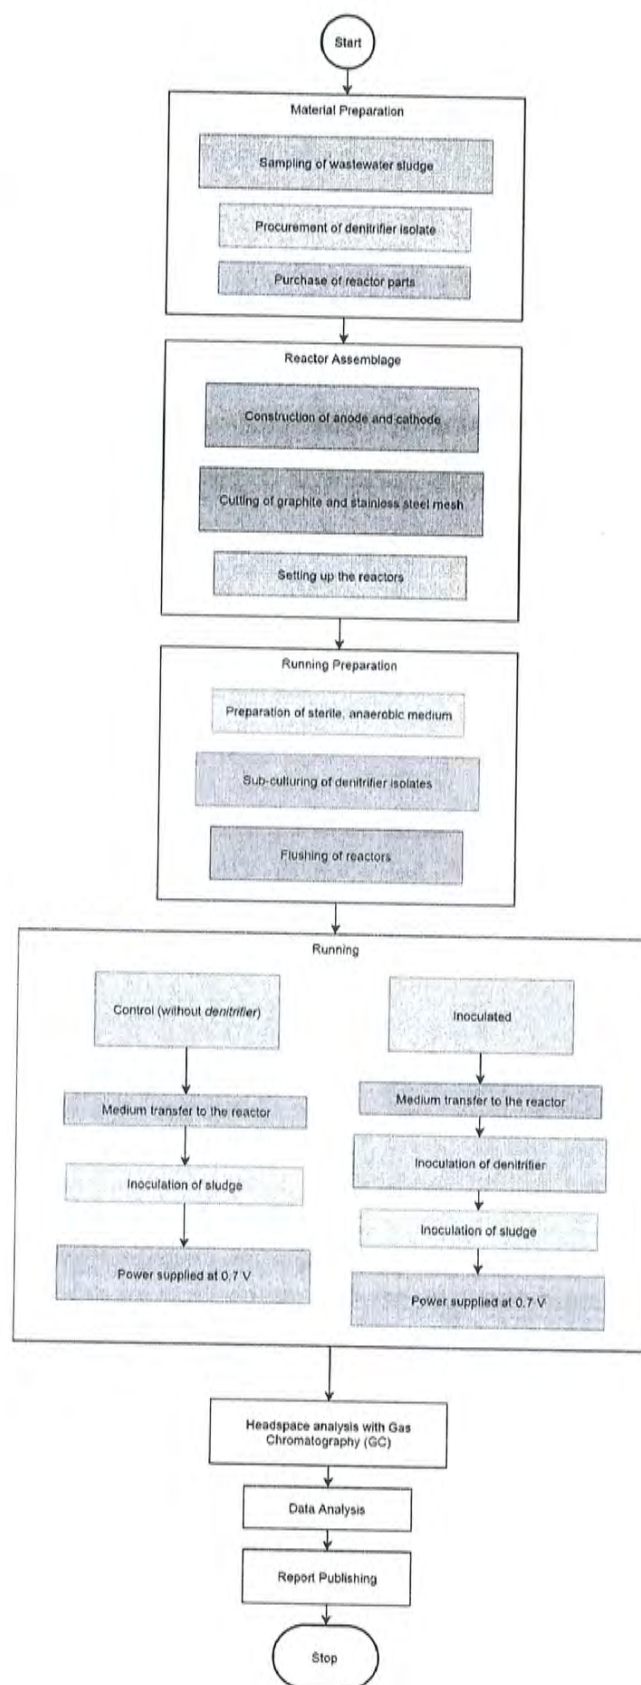 Start
Material Preparation
Sampling of wastewater sludge
Procurement of denitrifier isolate
Purchase of reactor parts
Reactor Assemblage
Construction of anode and cathode
Cutting of graphite and stainless steel mesh
Setting up the reactors
Running Preparation
Preparation of sterile, anaerobic medium
Sub-culturing of denitrifier isolates
Flushing of reactors
Running
Control (without denitrifier)
Medium transfer to the reactor
Inoculation of sludge
Power supplied at 0.7 V
Inoculated
Medium transfer to the reactor
Inoculation of denitrifier
Inoculation of sludge
Power supplied at 0.7 V
Headspace analysis with Gas
Chromatography (GC)
Data Analysis
Report Publishing
Stop